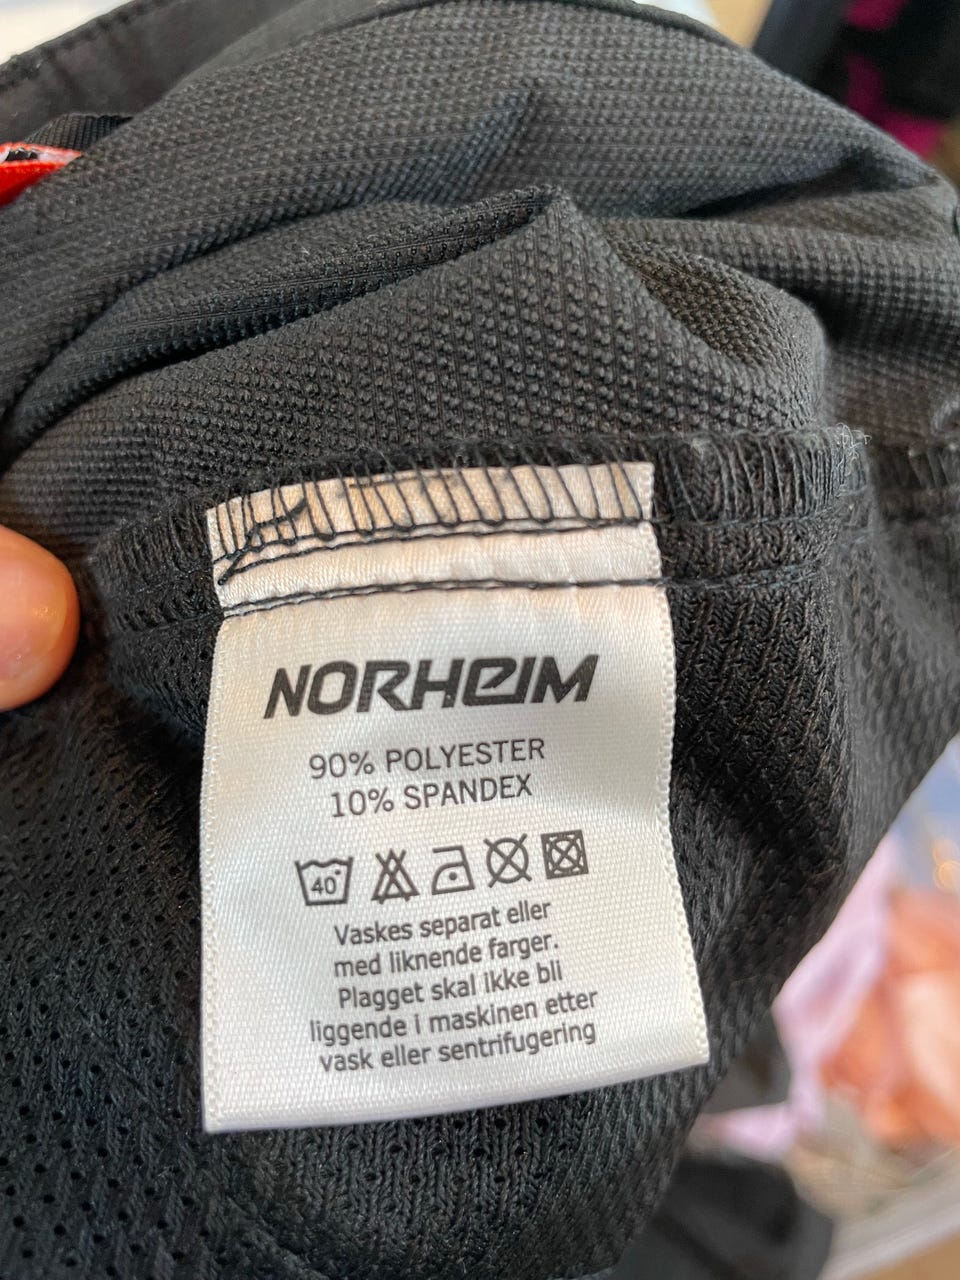 NORHEIM
90% POLYESTER
10% SPANDEX
40°
Vaskes separat eller
med liknende farger.
Plagget skal ikke bli
liggende i maskinen etter
vask eller sentrifugering